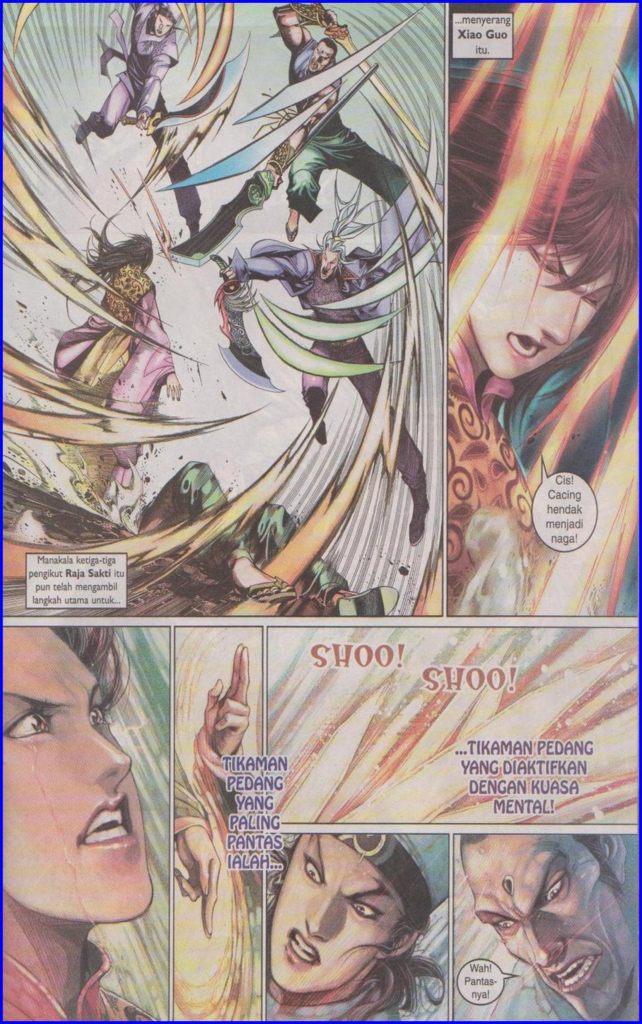 Manakala ketiga-tiga
pengikut Raja Sakti itu
pun telah mengambil
langkah utama untuk...
...menyerang
Xiao Guo
itu.
Cis!
Cacing
hendak
menjadi
naga!
TIKAMAN
PEDANG
YANG
PALING
PANTAS
IALAH...
SHOO!
SHOO!
...TIKAMAN PEDANG
YANG DIAKTIFKAN
DENGAN KUASA
MENTAL!
Wah!
Pantas-
nya!